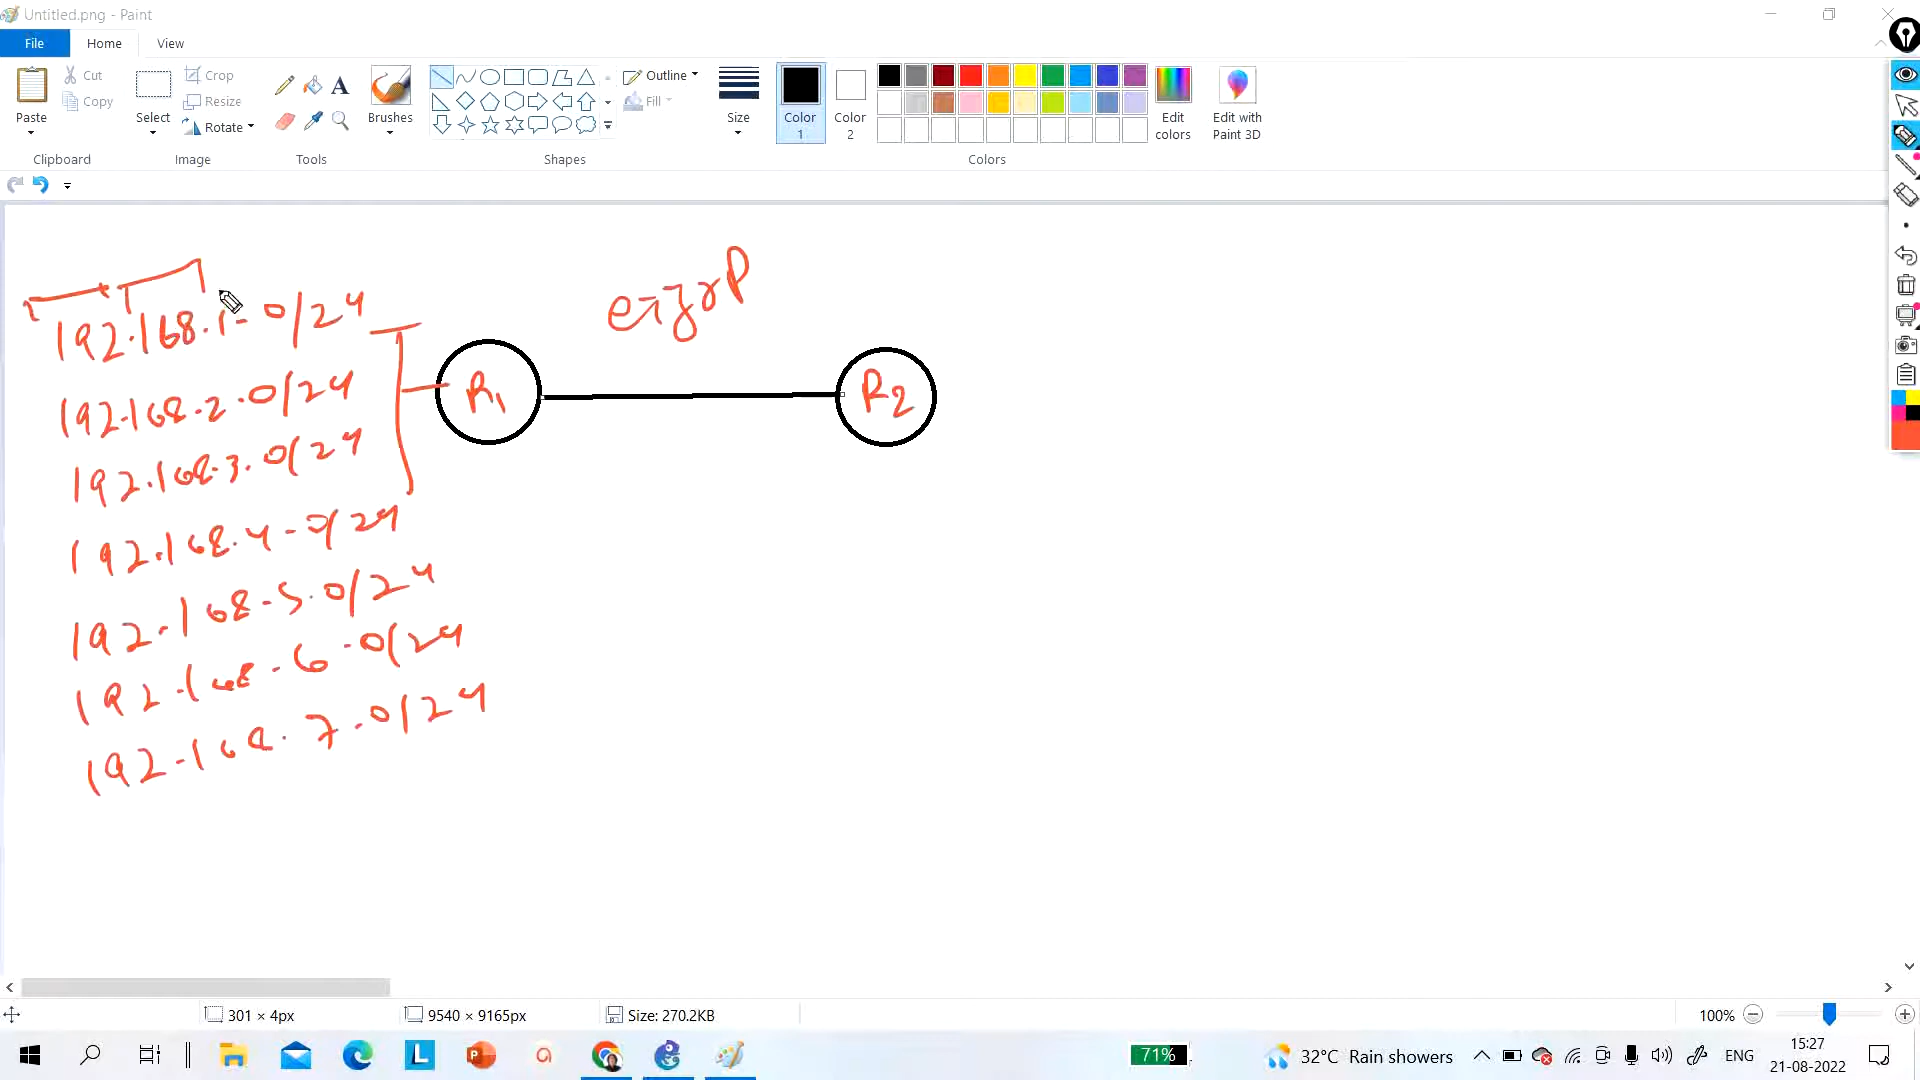 Untitled.png - Paint
File Home View
Paste
Cut
Copy
Clipboard
Select
Crop
Resize
Rotate
Image
Tools
Brushes
Shapes
Outline
Fill
Size
Color 1
Color 2
Edit colors
Edit with Paint 3D
Colors
eigrp
192.168.1.0/24
192.168.2.0/24
192.168.3.0/24
192.168.4.0/24
192.168.5.0/24
192.168.6.0/24
192.168.7.0/24
R1
R2
301 × 4px
9540 × 9165px
Size: 270.2KB
100%
71%
32°C Rain showers
ENG
15:27
21-08-2022